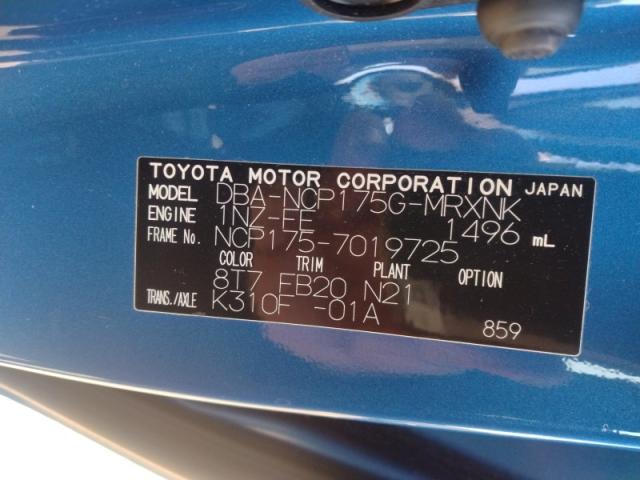 TOYOTA MOTOR CORPORATION JAPAN
MODEL DBA-NCP175G-MRXNK
ENGINE 1NZ-FE 1496 mL
FRAME No. NCP175-7019725
COLOR TRIM PLANT OPTION
8T7 FB20 N21
TRANS./AXLE K310F -01A
859